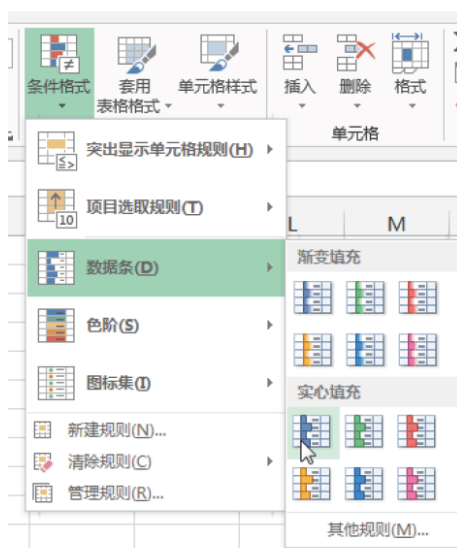 条件格式
套用
表格格式
单元格样式
插入
删除
格式
单元格
突出显示单元格规则(H)
项目选取规则(T)
10
L
M
数据条(D)
渐变填充
色阶(S)
图标集(I)
实心填充
新建规则(N)...
清除规则(C)
管理规则(R)...
其他规则(M)...